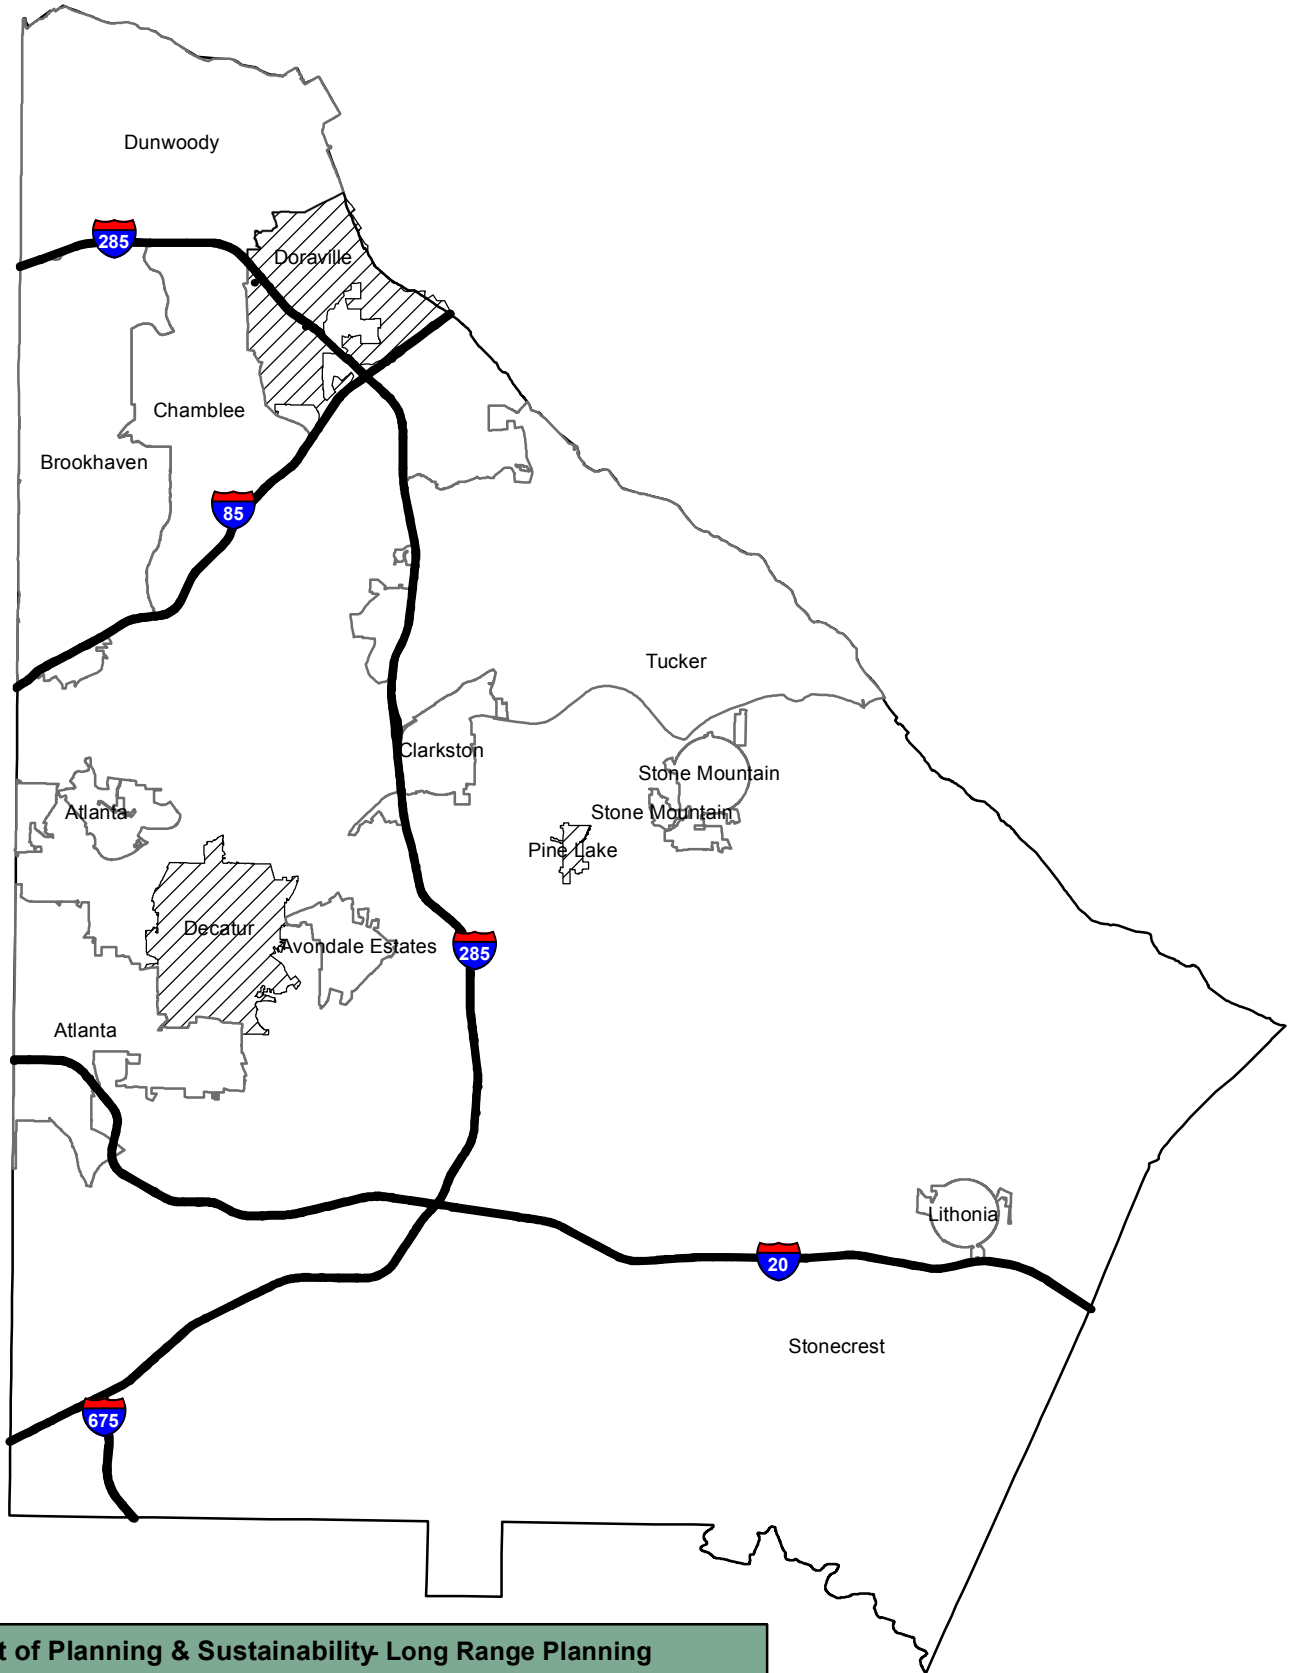 Dunwoody
285
Doraville
Chamblee
Brookhaven
85
Tucker
Clarkston
Stone Mountain
Atlanta
Stone Mountain
Pine Lake
Decatur
Avondale Estates
285
Atlanta
Lithonia
20
Stonecrest
675
of Planning & Sustainability- Long Range Planning